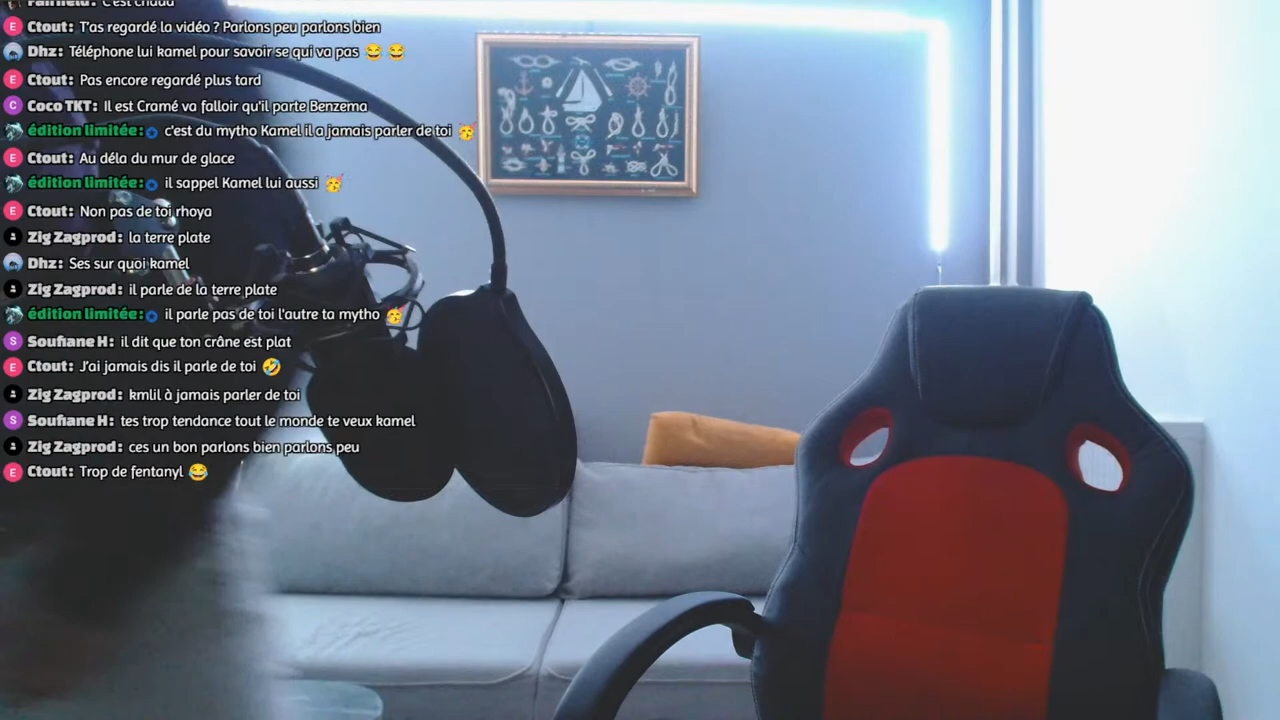 Fairfield: C'est chaud
E Ctout: T'as regardé la vidéo ? Parlons peu parlons bien
Dhz: Téléphone lui kamel pour savoir se qui va pas 😂 😂
E Ctout: Pas encore regardé plus tard
C Coco TKT: Il est Cramé va falloir qu'il parte Benzema
édition limitée: c'est du mytho Kamel il a jamais parler de toi 🥳
E Ctout: Au déla du mur de glace
édition limitée: il sappel Kamel lui aussi 🥳
E Ctout: Non pas de toi rhoya
Zig Zagprod: la terre plate
Dhz: Ses sur quoi kamel
Zig Zagprod: il parle de la terre plate
édition limitée: il parle pas de toi l'autre ta mytho 🥳
S Soufiane H: il dit que ton crâne est plat
E Ctout: J'ai jamais dis il parle de toi 🤣
Zig Zagprod: kmlil à jamais parler de toi
S Soufiane H: tes trop tendance tout le monde te veux kamel
Zig Zagprod: ces un bon parlons bien parlons peu
E Ctout: Trop de fentanyl 😂